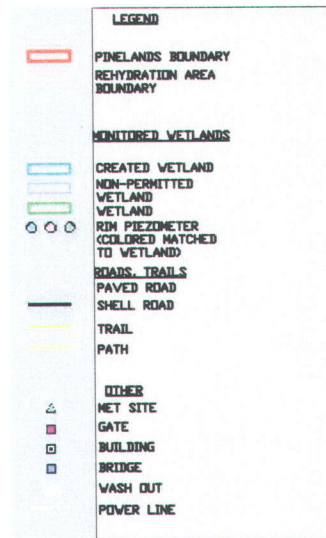 LEGEND
PINELANDS BOUNDARY
REHYDRATION AREA
BOUNDARY
MONITORED WETLANDS
CREATED WETLAND
NON-PERMITTED
WETLAND
WETLAND
RIM PIEZOMETER
(COLORED MATCHED
TO WETLAND)
ROADS, TRAILS
PAVED ROAD
SHELL ROAD
TRAIL
PATH
OTHER
MET SITE
GATE
BUILDING
BRIDGE
WASH OUT
POWER LINE